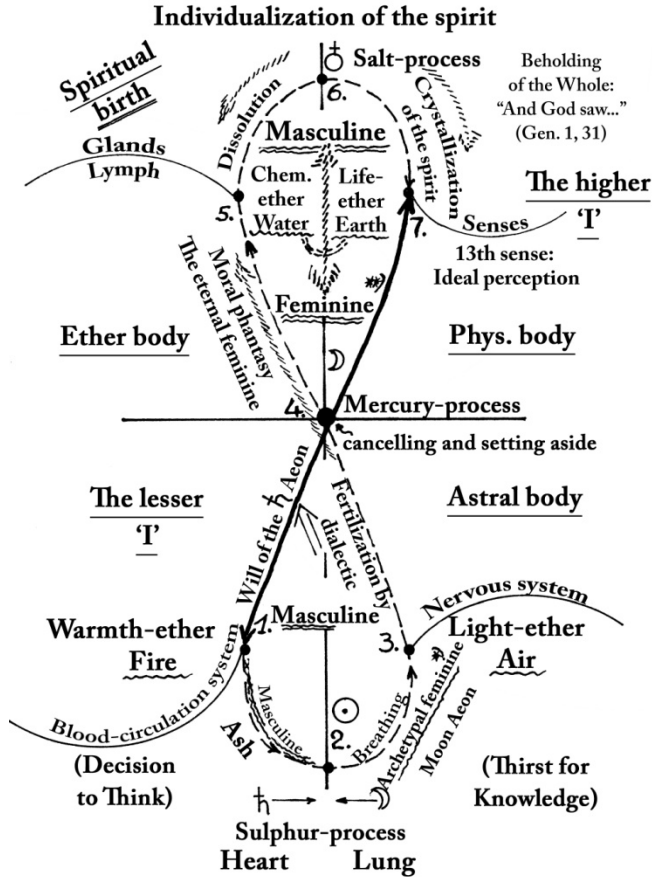 Individualization of the spirit
Spiritual
birth
Salt-process
6.
Beholding
of the Whole:
“And God saw...”
(Gen. 1, 31)
Dissolution
Crystallization
of the spirit
Masculine
Glands
Lymph
Chem.
ether
Water
Life-
ether
Earth
The higher
‘I’
5.
7.
Senses
13th sense:
Ideal perception
Moral phantasy
The eternal feminine
Feminine
Ether body
Phys. body
4.
Mercury-process
cancelling and setting aside
The lesser
‘I’
Will of the ♄ Aeon
Fertilization by
dialectic
Astral body
Nervous system
Warmth-ether
Fire
1.
Masculine
3.
Light-ether
Air
Blood-circulation system
Masculine
Ash
2.
Breathing
Archetypal feminine
Moon Aeon
(Decision
to Think)
(Thirst for
Knowledge)
Sulphur-process
Heart Lung